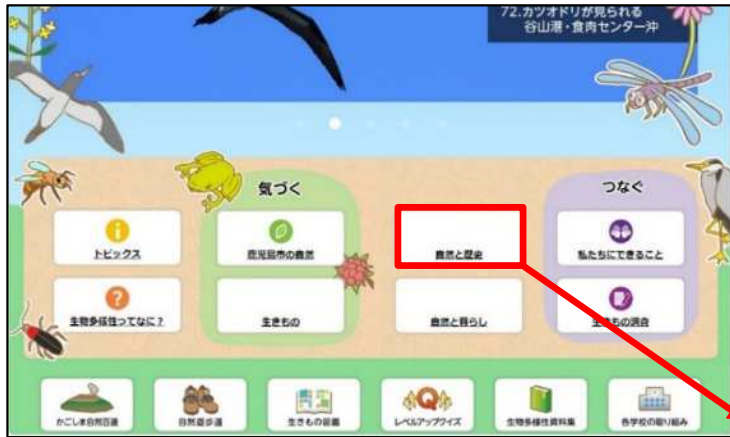 72.カツオドリが見られる
谷山港・食肉センター沖
気づく
つなぐ
トピックス
鹿児島市の自然
自然と歴史
私たちにできること
生物多様性ってなに？
生きもの
自然と暮らし
生きもの調査
かごしま自然百選
自然遊歩道
生きもの図鑑
レベルアップクイズ
生物多様性資料集
各学校の取り組み